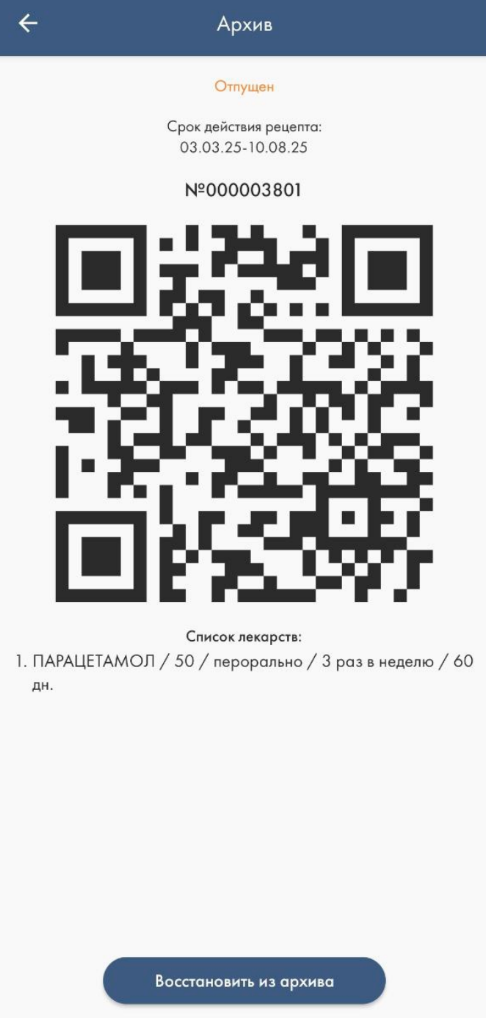 Архив
Отпущен
Срок действия рецепта:
03.03.25-10.08.25
№000003801
Список лекарств:
1. ПАРАЦЕТАМОЛ / 50 / перорально / 3 раз в неделю / 60
дн.
Восстановить из архива